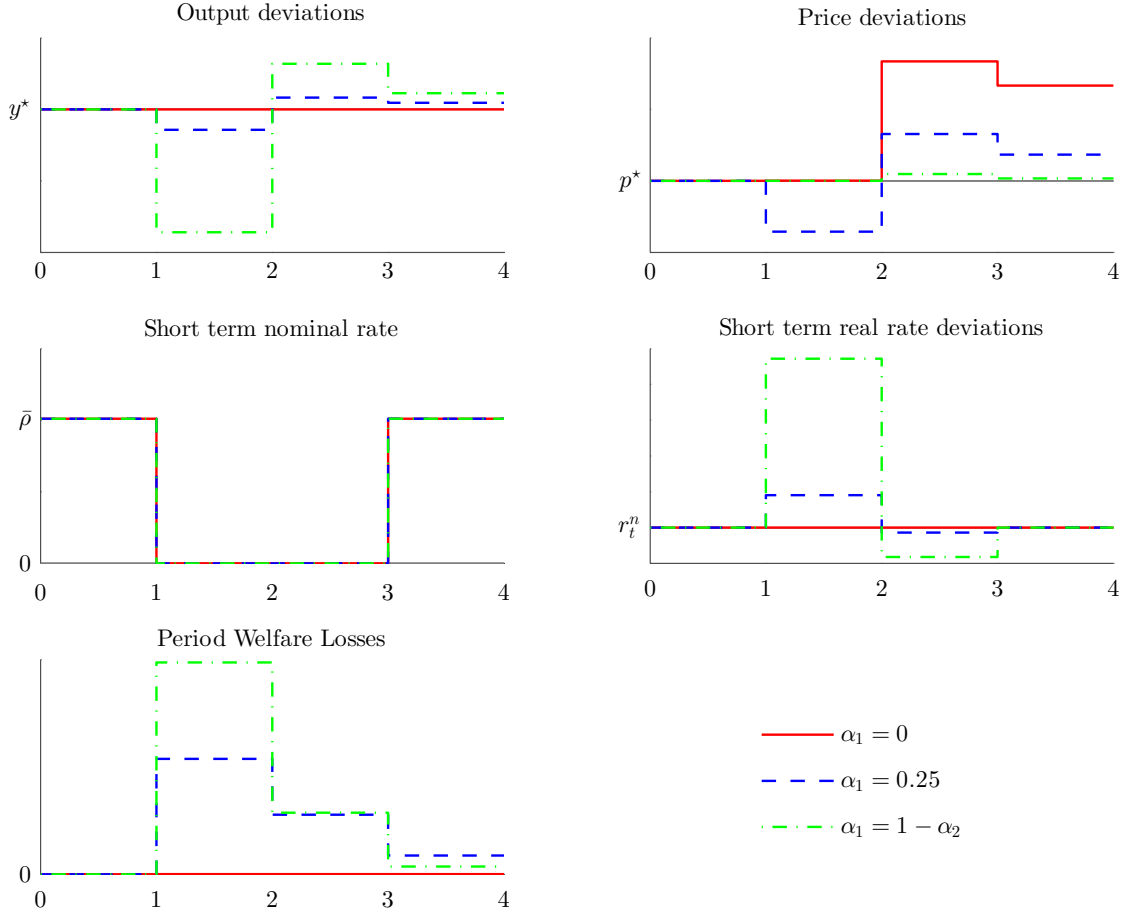 Output deviations
y⋆
0 1 2 3 4
Price deviations
p⋆
0 1 2 3 4
Short term nominal rate
ρ̄
0
0 1 2 3 4
Short term real rate deviations
r_t^n
0 1 2 3 4
Period Welfare Losses
0
0 1 2 3 4
α₁ = 0
α₁ = 0.25
α₁ = 1 − α₂